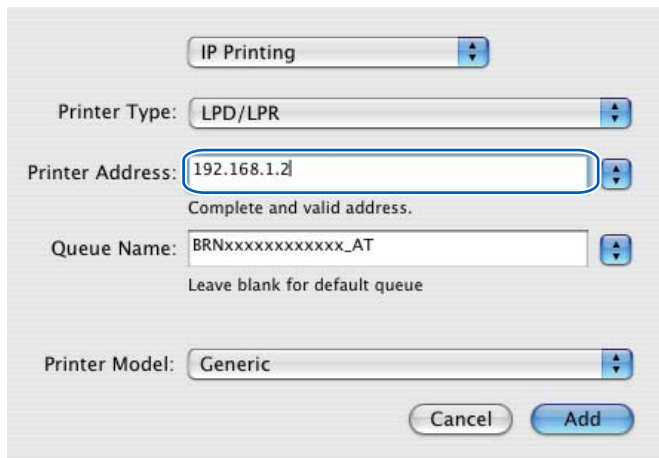 IP Printing
Printer Type: LPD/LPR
Printer Address: 192.168.1.2
Complete and valid address.
Queue Name: BRNxxxxxxxxxxxx_AT
Leave blank for default queue
Printer Model: Generic
Cancel Add